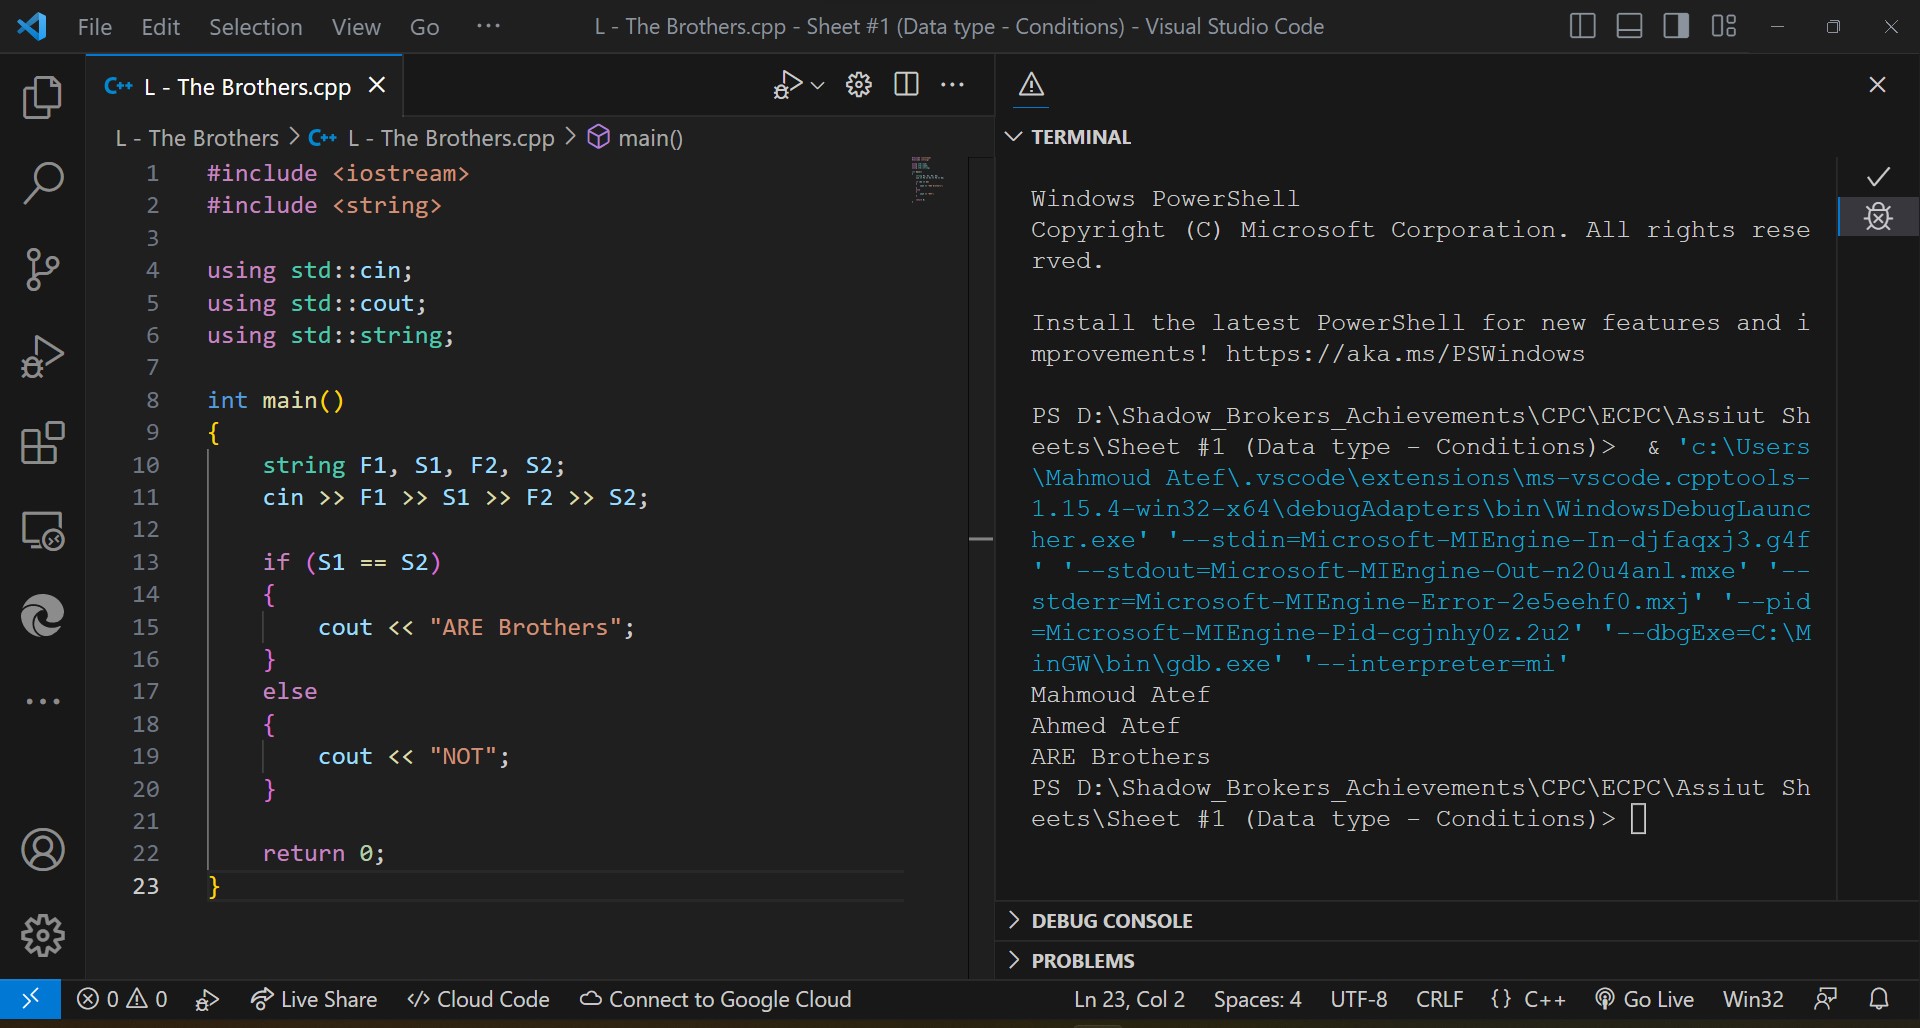 File Edit Selection View Go ···
L - The Brothers.cpp - Sheet #1 (Data type - Conditions) - Visual Studio Code
C++ L - The Brothers.cpp
L - The Brothers > C++ L - The Brothers.cpp > main()
1 #include <iostream>
2 #include <string>
3
4 using std::cin;
5 using std::cout;
6 using std::string;
7
8 int main()
9 {
10 string F1, S1, F2, S2;
11 cin >> F1 >> S1 >> F2 >> S2;
12
13 if (S1 == S2)
14 {
15 cout << "ARE Brothers";
16 }
17 else
18 {
19 cout << "NOT";
20 }
21
22 return 0;
23 }
TERMINAL
Windows PowerShell
Copyright (C) Microsoft Corporation. All rights rese
rved.
Install the latest PowerShell for new features and i
mprovements! https://aka.ms/PSWindows
PS D:\Shadow_Brokers_Achievements\CPC\ECPC\Assiut Sh
eets\Sheet #1 (Data type - Conditions)>  & 'c:\Users
\Mahmoud Atef\.vscode\extensions\ms-vscode.cpptools-
1.15.4-win32-x64\debugAdapters\bin\WindowsDebugLaunc
her.exe' '--stdin=Microsoft-MIEngine-In-djfaqxj3.g4f
' '--stdout=Microsoft-MIEngine-Out-n20u4anl.mxe' '--
stderr=Microsoft-MIEngine-Error-2e5eehf0.mxj' '--pid
=Microsoft-MIEngine-Pid-cgjnhy0z.2u2' '--dbgExe=C:\M
inGW\bin\gdb.exe' '--interpreter=mi'
Mahmoud Atef
Ahmed Atef
ARE Brothers
PS D:\Shadow_Brokers_Achievements\CPC\ECPC\Assiut Sh
eets\Sheet #1 (Data type - Conditions)>
DEBUG CONSOLE
PROBLEMS
0 0 Live Share Cloud Code Connect to Google Cloud Ln 23, Col 2 Spaces: 4 UTF-8 CRLF {} C++ Go Live Win32